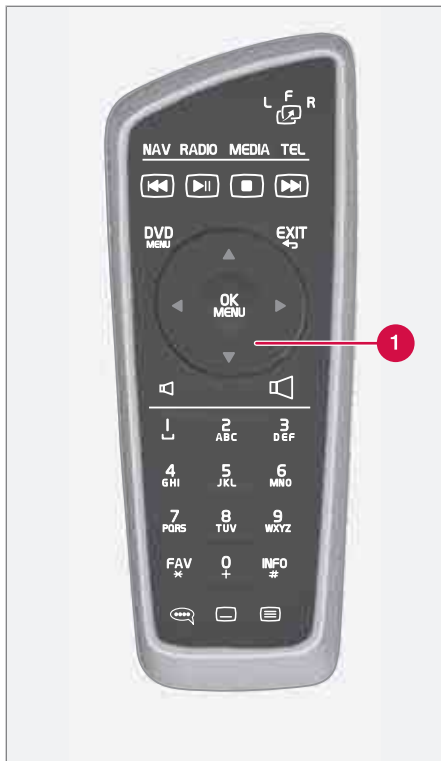 L F R
NAV RADIO MEDIA TEL
DVD EXIT
MENU
OK
MENU
1
1 2 3
ABC DEF
4 5 6
GHI JKL MNO
7 8 9
PQRS TUV WXYZ
FAV 0 INFO
* + #